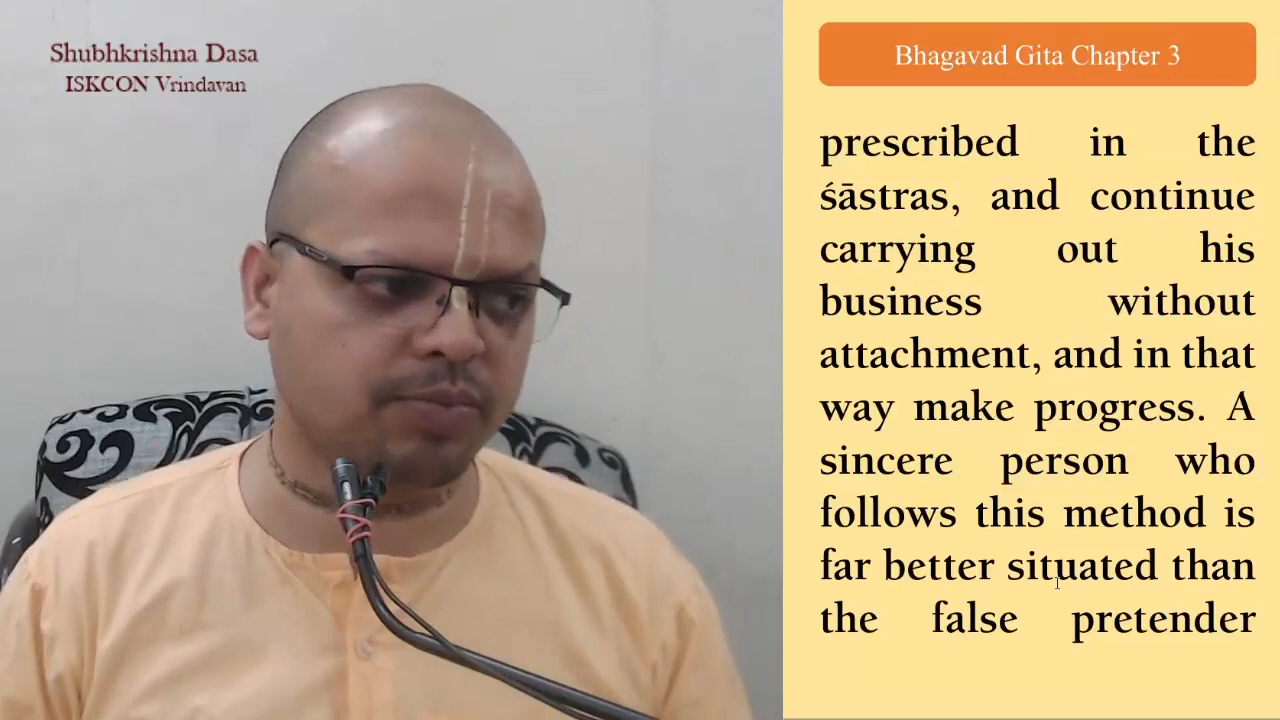 Shubhkrishna Dasa
ISKCON Vrindavan
Bhagavad Gita Chapter 3
prescribed in the
śāstras, and continue
carrying out his
business without
attachment, and in that
way make progress. A
sincere person who
follows this method is
far better situated than
the false pretender